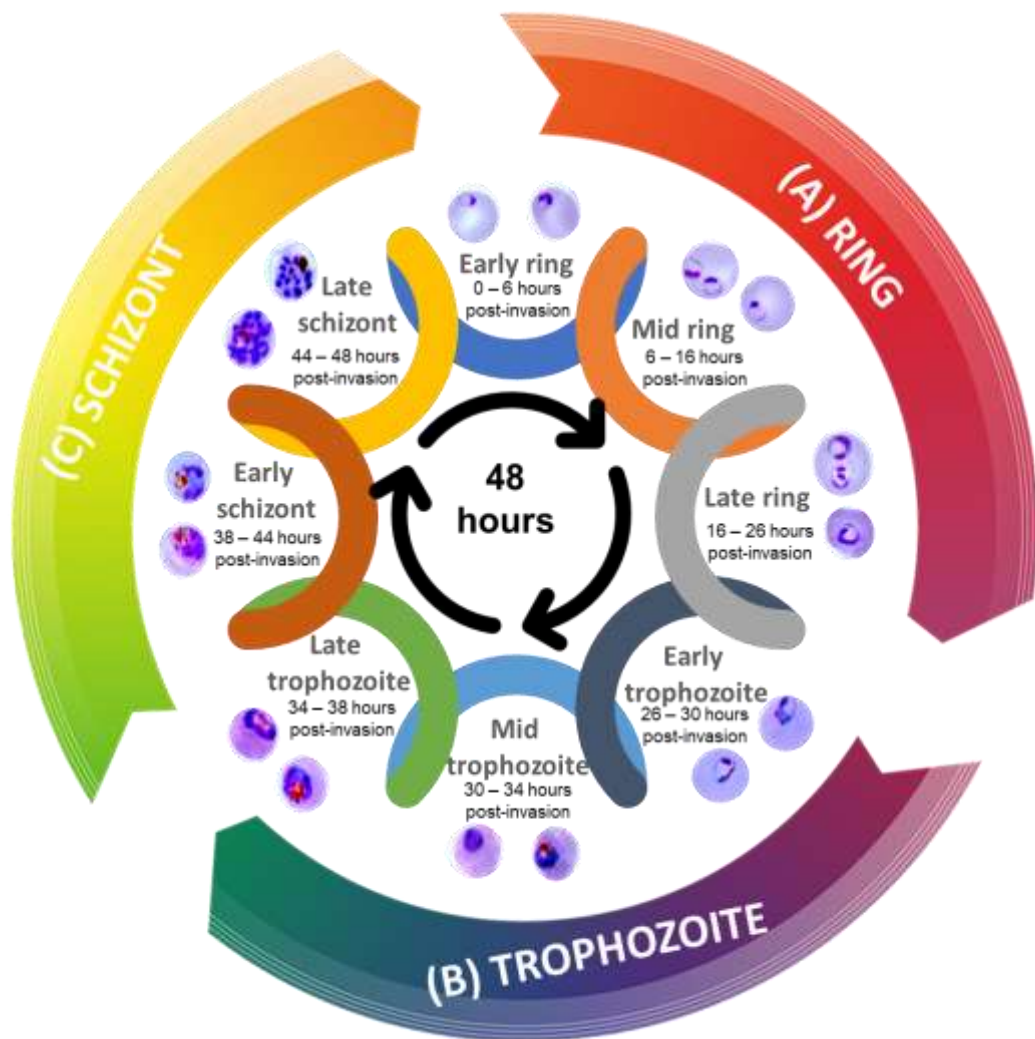 (A) RING
Early ring
0 – 6 hours
post-invasion
Mid ring
6 – 16 hours
post-invasion
Late ring
16 – 26 hours
post-invasion
(B) TROPHOZOITE
Early
trophozoite
26 – 30 hours
post-invasion
Mid
trophozoite
30 – 34 hours
post-invasion
Late
trophozoite
34 – 38 hours
post-invasion
(C) SCHIZONT
Early
schizont
38 – 44 hours
post-invasion
Late
schizont
44 – 48 hours
post-invasion
48
hours